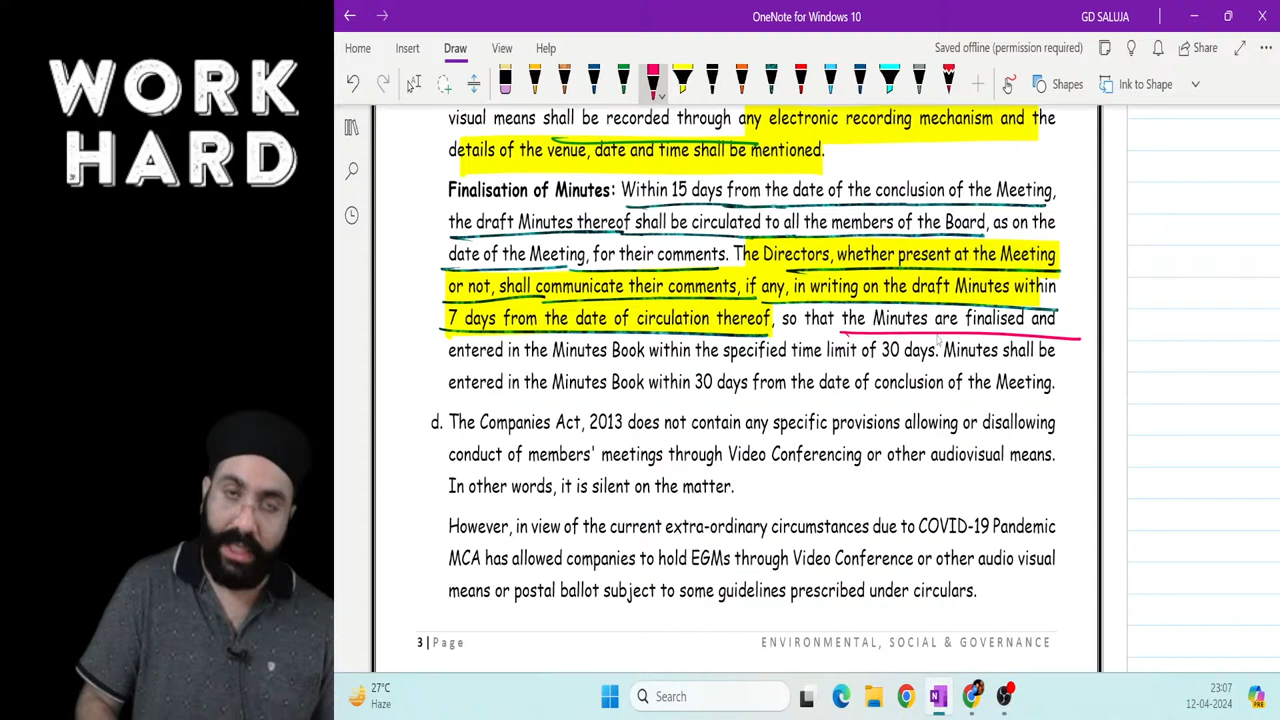 WORK
HARD
OneNote for Windows 10
GD SALUJA
Home
Insert
Draw
View
Help
Saved offline (permission required)
Share
Shapes
Ink to Shape
visual means shall be recorded through any electronic recording mechanism and the
details of the venue, date and time shall be mentioned.
Finalisation of Minutes: Within 15 days from the date of the conclusion of the Meeting,
the draft Minutes thereof shall be circulated to all the members of the Board, as on the
date of the Meeting, for their comments. The Directors, whether present at the Meeting
or not, shall communicate their comments, if any, in writing on the draft Minutes within
7 days from the date of circulation thereof, so that the Minutes are finalised and
entered in the Minutes Book within the specified time limit of 30 days. Minutes shall be
entered in the Minutes Book within 30 days from the date of conclusion of the Meeting.
d. The Companies Act, 2013 does not contain any specific provisions allowing or disallowing
conduct of members' meetings through Video Conferencing or other audiovisual means.
In other words, it is silent on the matter.
However, in view of the current extra-ordinary circumstances due to COVID-19 Pandemic
MCA has allowed companies to hold EGMs through Video Conference or other audio visual
means or postal ballot subject to some guidelines prescribed under circulars.
3 | Page
ENVIRONMENTAL, SOCIAL & GOVERNANCE
27°C
Haze
Search
23:07
12-04-2024